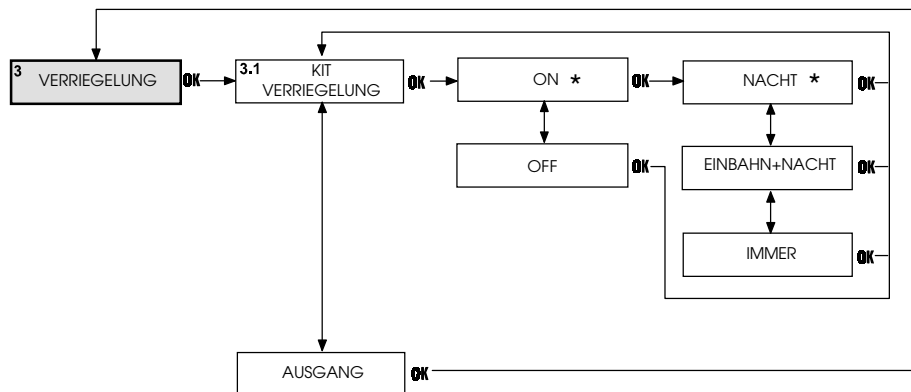 3 VERRIEGELUNG OK
3.1 KIT
VERRIEGELUNG OK
ON * OK
NACHT * OK
OFF OK
EINBAHN+NACHT OK
IMMER OK
AUSGANG OK